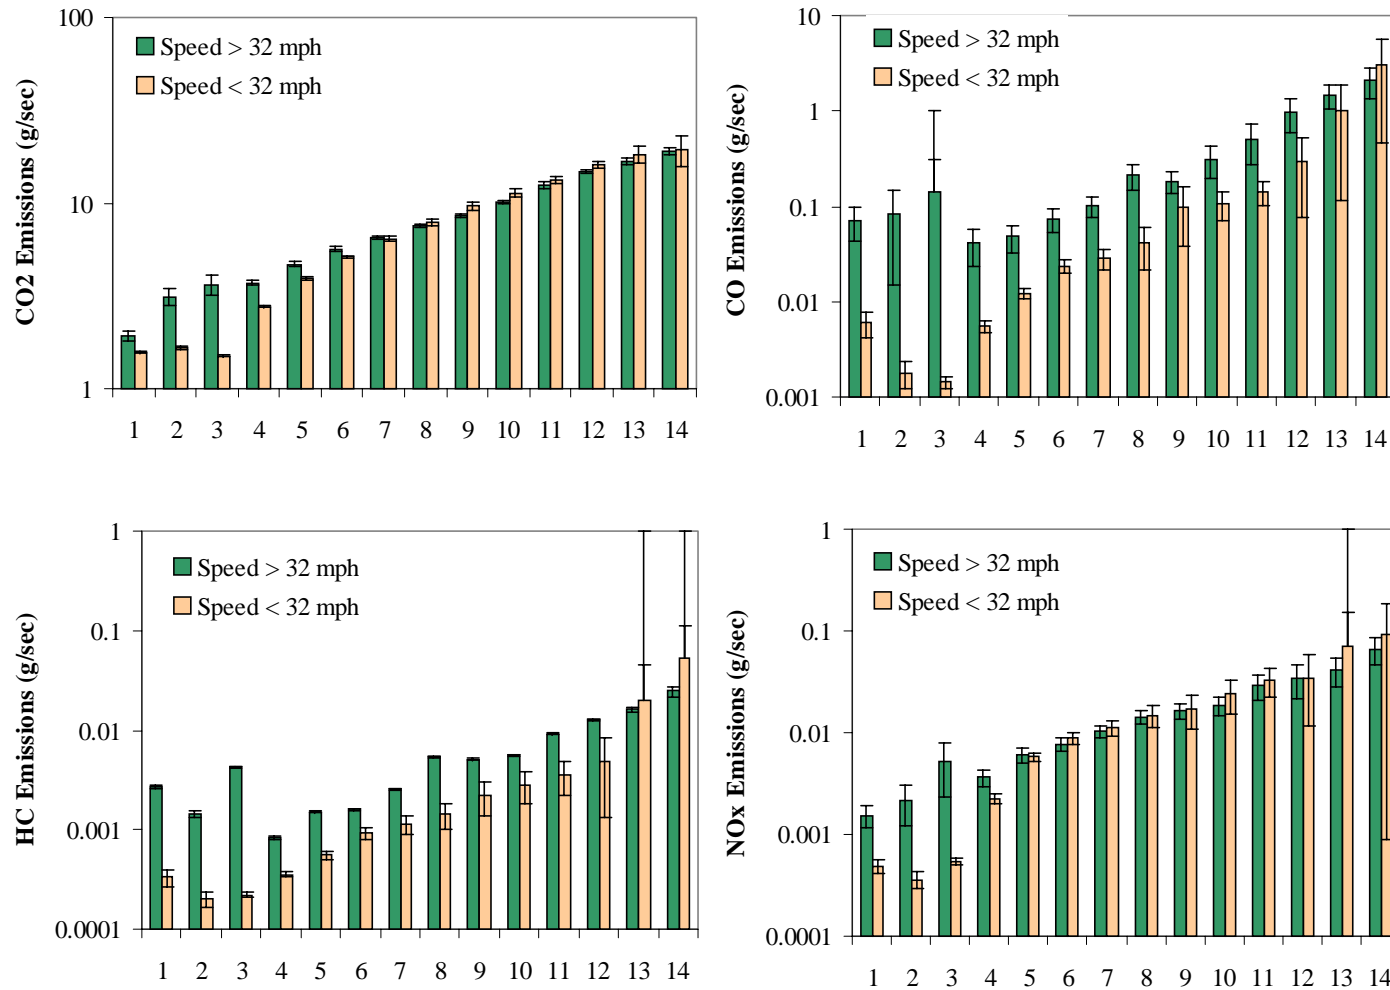 100
10
1
CO2 Emissions (g/sec)
Speed > 32 mph
Speed < 32 mph
1 2 3 4 5 6 7 8 9 10 11 12 13 14
10
1
0.1
0.01
0.001
CO Emissions (g/sec)
Speed > 32 mph
Speed < 32 mph
1 2 3 4 5 6 7 8 9 10 11 12 13 14
1
0.1
0.01
0.001
0.0001
HC Emissions (g/sec)
Speed > 32 mph
Speed < 32 mph
1 2 3 4 5 6 7 8 9 10 11 12 13 14
1
0.1
0.01
0.001
0.0001
NOx Emissions (g/sec)
Speed > 32 mph
Speed < 32 mph
1 2 3 4 5 6 7 8 9 10 11 12 13 14